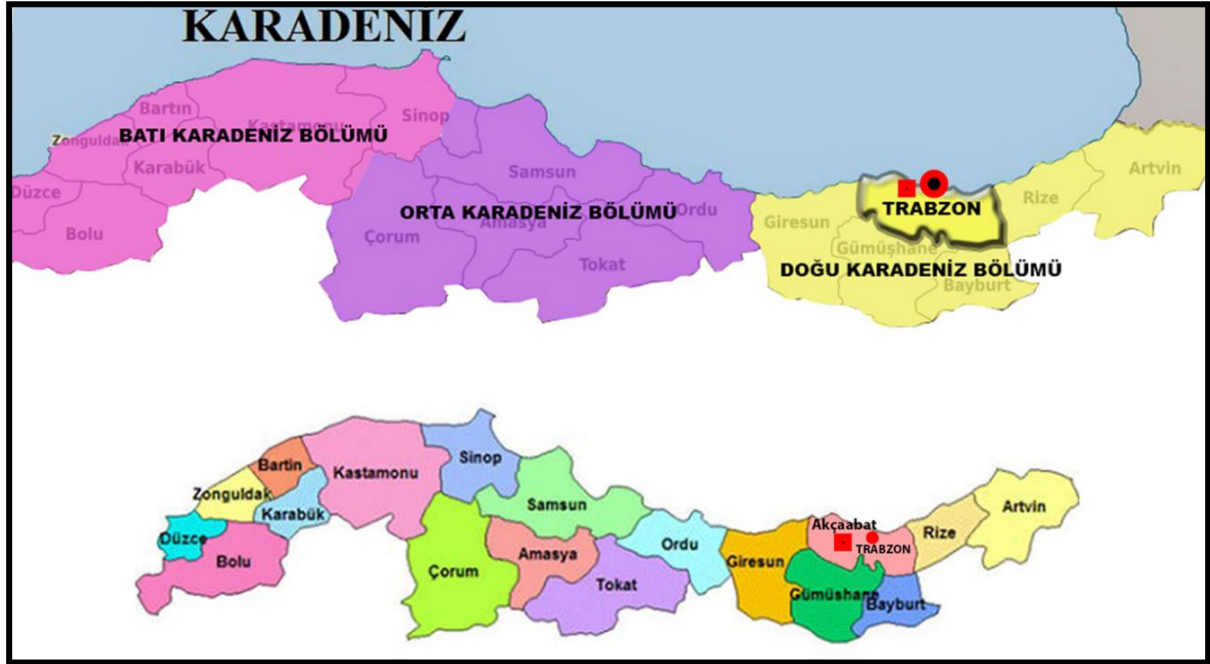 KARADENİZ
Bartın
Sinop
Zonguldak
BATI KARADENİZ BÖLÜMÜ
Kastamonu
Karabük
Samsun
Artvin
Düzce
Rize
TRABZON
Ordu
ORTA KARADENİZ BÖLÜMÜ
Amasya
Giresun
Bolu
Çorum
Gümüşhane
Tokat
DOĞU KARADENİZ BÖLÜMÜ
Bayburt
Sinop
Bartin
Kastamonu
Zonguldak
Samsun
Artvin
Karabük
Akçaabat
Rize
Düzce
Ordu
TRABZON
Amasya
Bolu
Giresun
Çorum
Tokat
Gümüşhane
Bayburt